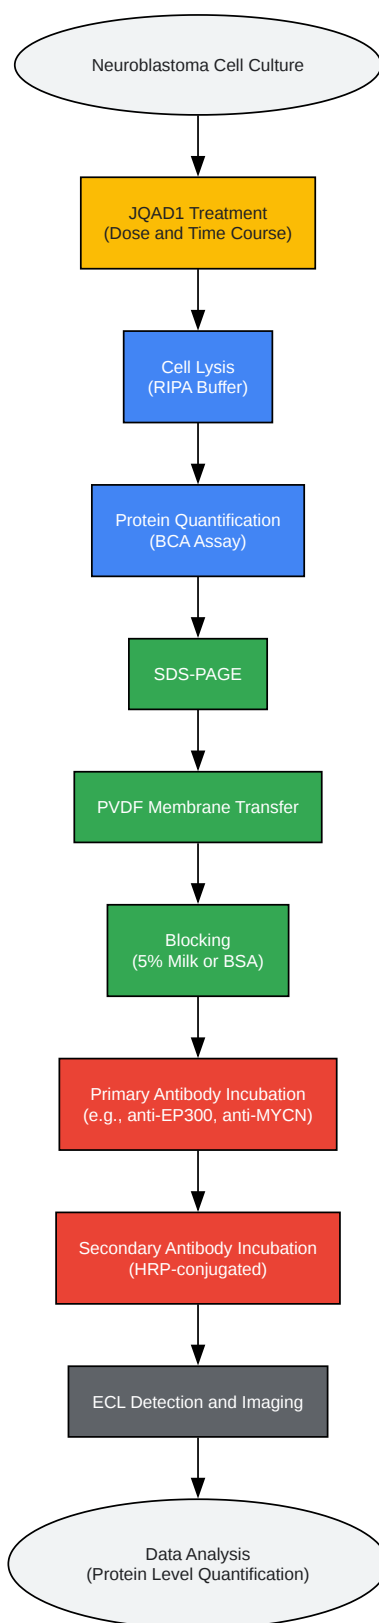 Neuroblastoma Cell Culture
JQAD1 Treatment
(Dose and Time Course)
Cell Lysis
(RIPA Buffer)
Protein Quantification
(BCA Assay)
SDS-PAGE
PVDF Membrane Transfer
Blocking
(5% Milk or BSA)
Primary Antibody Incubation
(e.g., anti-EP300, anti-MYCN)
Secondary Antibody Incubation
(HRP-conjugated)
ECL Detection and Imaging
Data Analysis
(Protein Level Quantification)